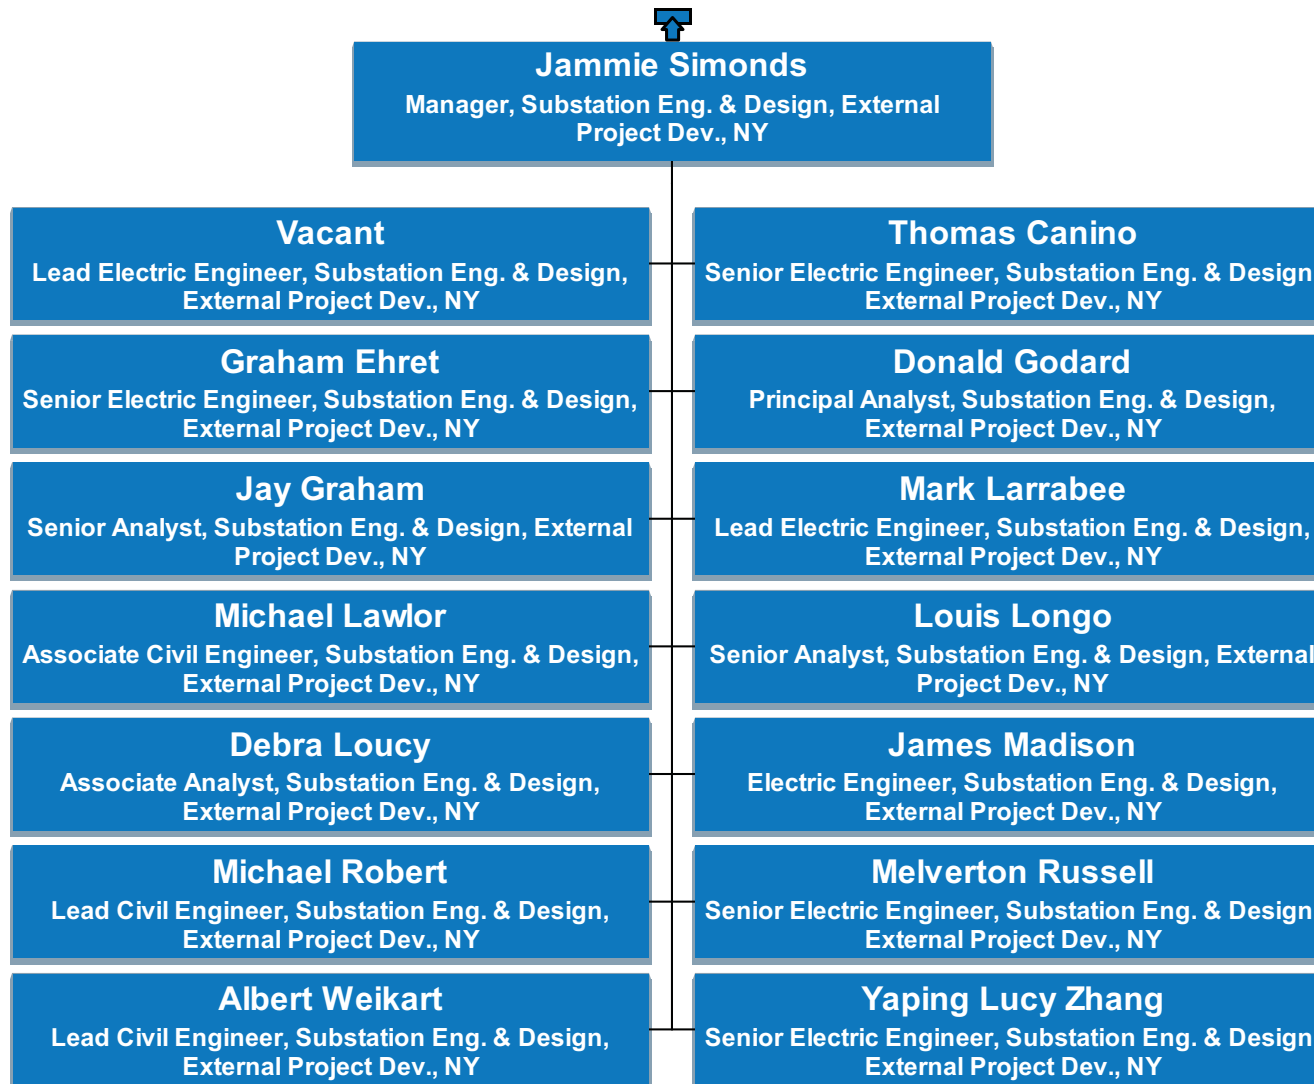 Jammie Simonds
Manager, Substation Eng. & Design, External
Project Dev., NY
Vacant
Lead Electric Engineer, Substation Eng. & Design,
External Project Dev., NY
Thomas Canino
Senior Electric Engineer, Substation Eng. & Design
External Project Dev., NY
Graham Ehret
Senior Electric Engineer, Substation Eng. & Design,
External Project Dev., NY
Donald Godard
Principal Analyst, Substation Eng. & Design,
External Project Dev., NY
Jay Graham
Senior Analyst, Substation Eng. & Design, External
Project Dev., NY
Mark Larrabee
Lead Electric Engineer, Substation Eng. & Design,
External Project Dev., NY
Michael Lawlor
Associate Civil Engineer, Substation Eng. & Design,
External Project Dev., NY
Louis Longo
Senior Analyst, Substation Eng. & Design, External
Project Dev., NY
Debra Loucy
Associate Analyst, Substation Eng. & Design,
External Project Dev., NY
James Madison
Electric Engineer, Substation Eng. & Design,
External Project Dev., NY
Michael Robert
Lead Civil Engineer, Substation Eng. & Design,
External Project Dev., NY
Melverton Russell
Senior Electric Engineer, Substation Eng. & Design
External Project Dev., NY
Albert Weikart
Lead Civil Engineer, Substation Eng. & Design,
External Project Dev., NY
Yaping Lucy Zhang
Senior Electric Engineer, Substation Eng. & Design
External Project Dev., NY